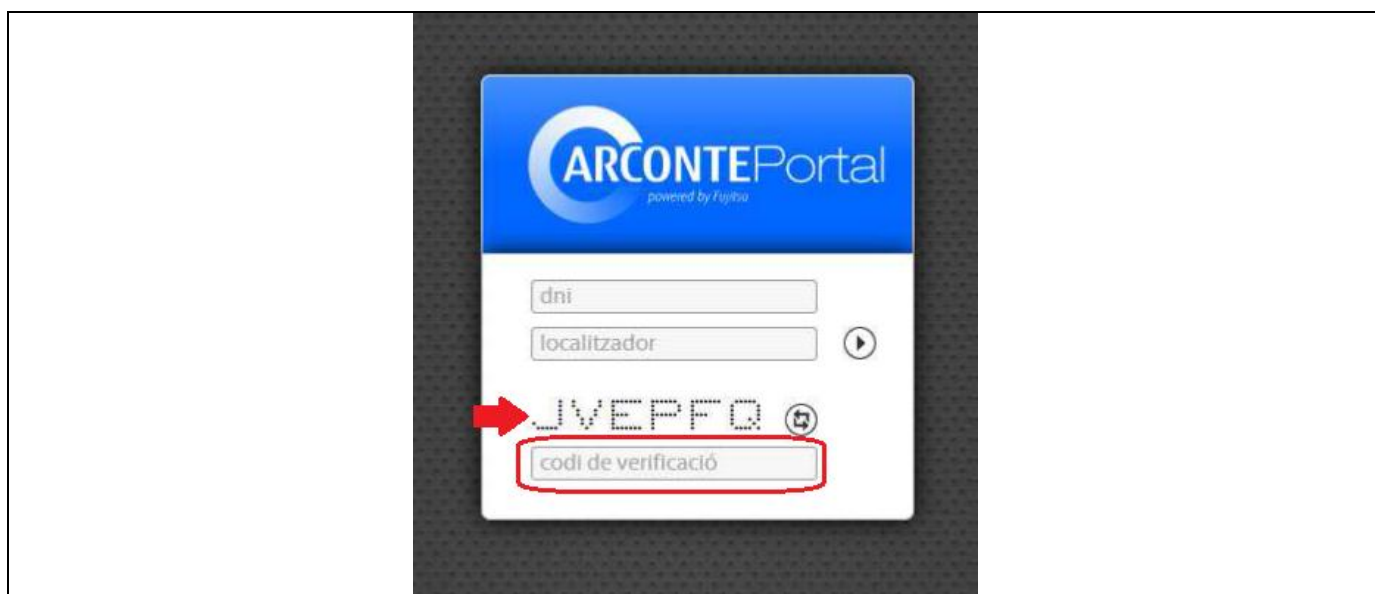 ARCONTEPortal
powered by Fujitsu
dni
localitzador
JVEPFQ
codi de verificació